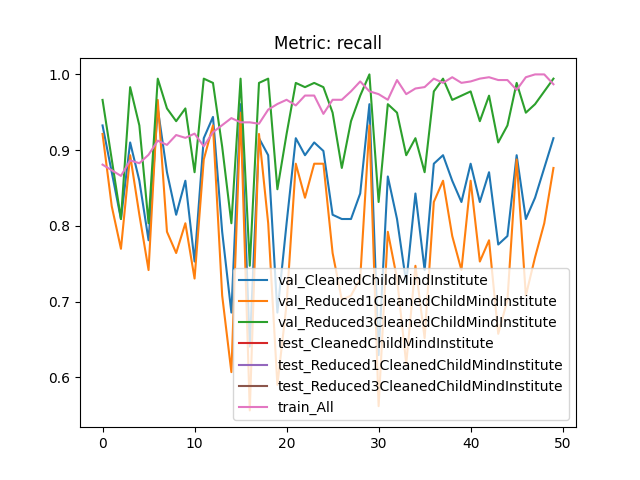 Metric: recall
1.0
0.9
0.8
0.7
0.6
val_CleanedChildMindInstitute
val_Reduced1CleanedChildMindInstitute
val_Reduced3CleanedChildMindInstitute
test_CleanedChildMindInstitute
test_Reduced1CleanedChildMindInstitute
test_Reduced3CleanedChildMindInstitute
train_All
0 10 20 30 40 50